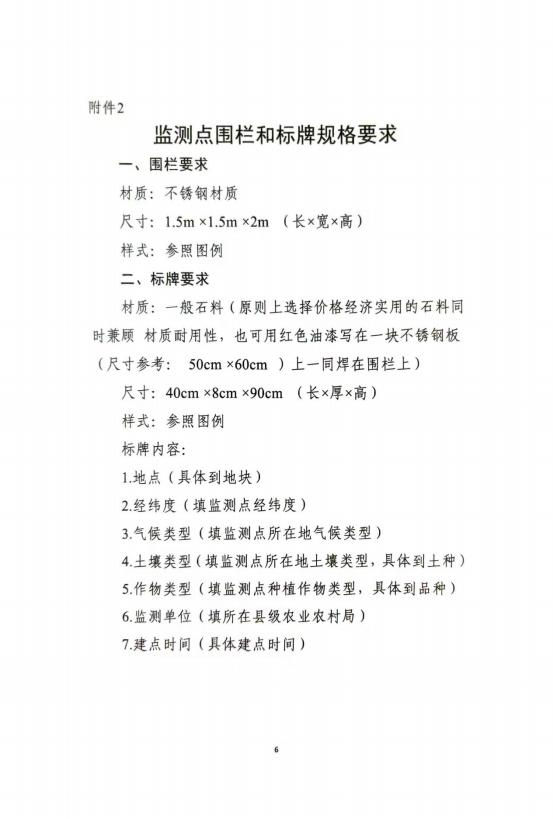 附件2
监测点围栏和标牌规格要求
一、围栏要求
材质：不锈钢材质
尺寸：1.5m ×1.5m ×2m （长×宽×高）
样式：参照图例
二、标牌要求
材质：一般石料（原则上选择价格经济实用的石料同
时兼顾 材质耐用性，也可用红色油漆写在一块不锈钢板
（尺寸参考： 50cm ×60cm ）上一同焊在围栏上）
尺寸：40cm ×8cm ×90cm （长×厚×高）
样式：参照图例
标牌内容：
1.地点（具体到地块）
2.经纬度（填监测点经纬度）
3.气候类型（填监测点所在地气候类型）
4.土壤类型（填监测点所在地土壤类型，具体到土种）
5.作物类型（填监测点种植作物类型，具体到品种）
6.监测单位（填所在县级农业农村局）
7.建点时间（具体建点时间）
6